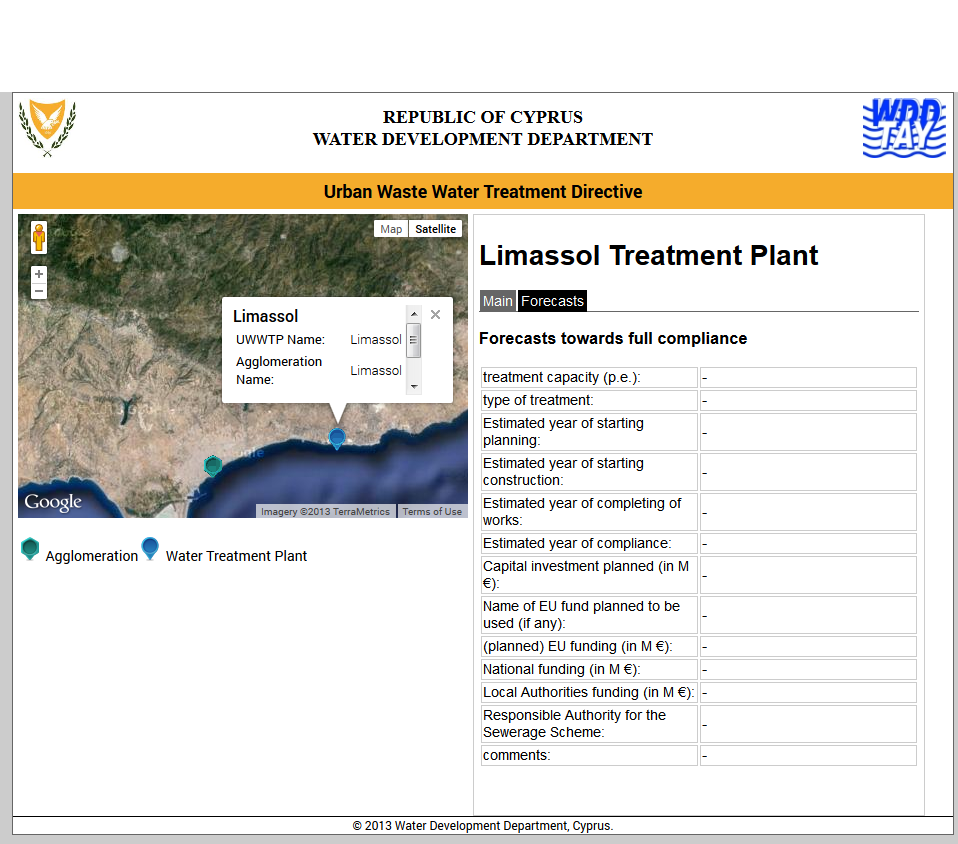 REPUBLIC OF CYPRUS
WATER DEVELOPMENT DEPARTMENT
WDD
TAY
Urban Waste Water Treatment Directive
Map
Satellite
+
−
Limassol
UWWTP Name: Limassol
Agglomeration
Name: Limassol
Google
Imagery ©2013 TerraMetrics
Terms of Use
Agglomeration
Water Treatment Plant
Limassol Treatment Plant
Main Forecasts
Forecasts towards full compliance
treatment capacity (p.e.): -
type of treatment: -
Estimated year of starting
planning: -
Estimated year of starting
construction: -
Estimated year of completing of
works: -
Estimated year of compliance: -
Capital investment planned (in M
€): -
Name of EU fund planned to be
used (if any): -
(planned) EU funding (in M €): -
National funding (in M €): -
Local Authorities funding (in M €): -
Responsible Authority for the
Sewerage Scheme: -
comments: -
© 2013 Water Development Department, Cyprus.